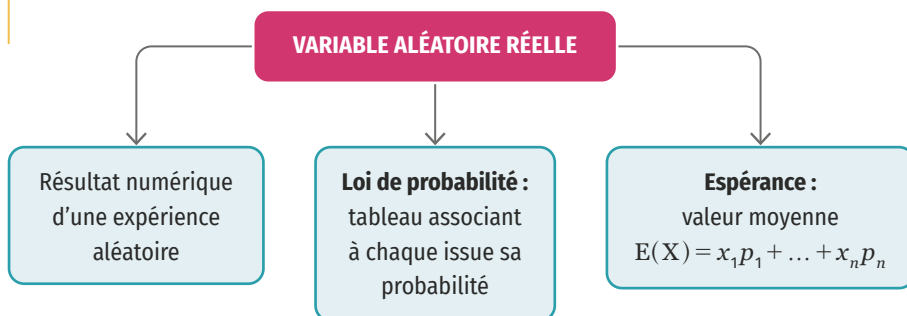 VARIABLE ALÉATOIRE RÉELLE
Résultat numérique
d'une expérience
aléatoire
Loi de probabilité :
tableau associant
à chaque issue sa
probabilité
Espérance :
valeur moyenne
E(X) = x₁p₁ + ... + xₙpₙ